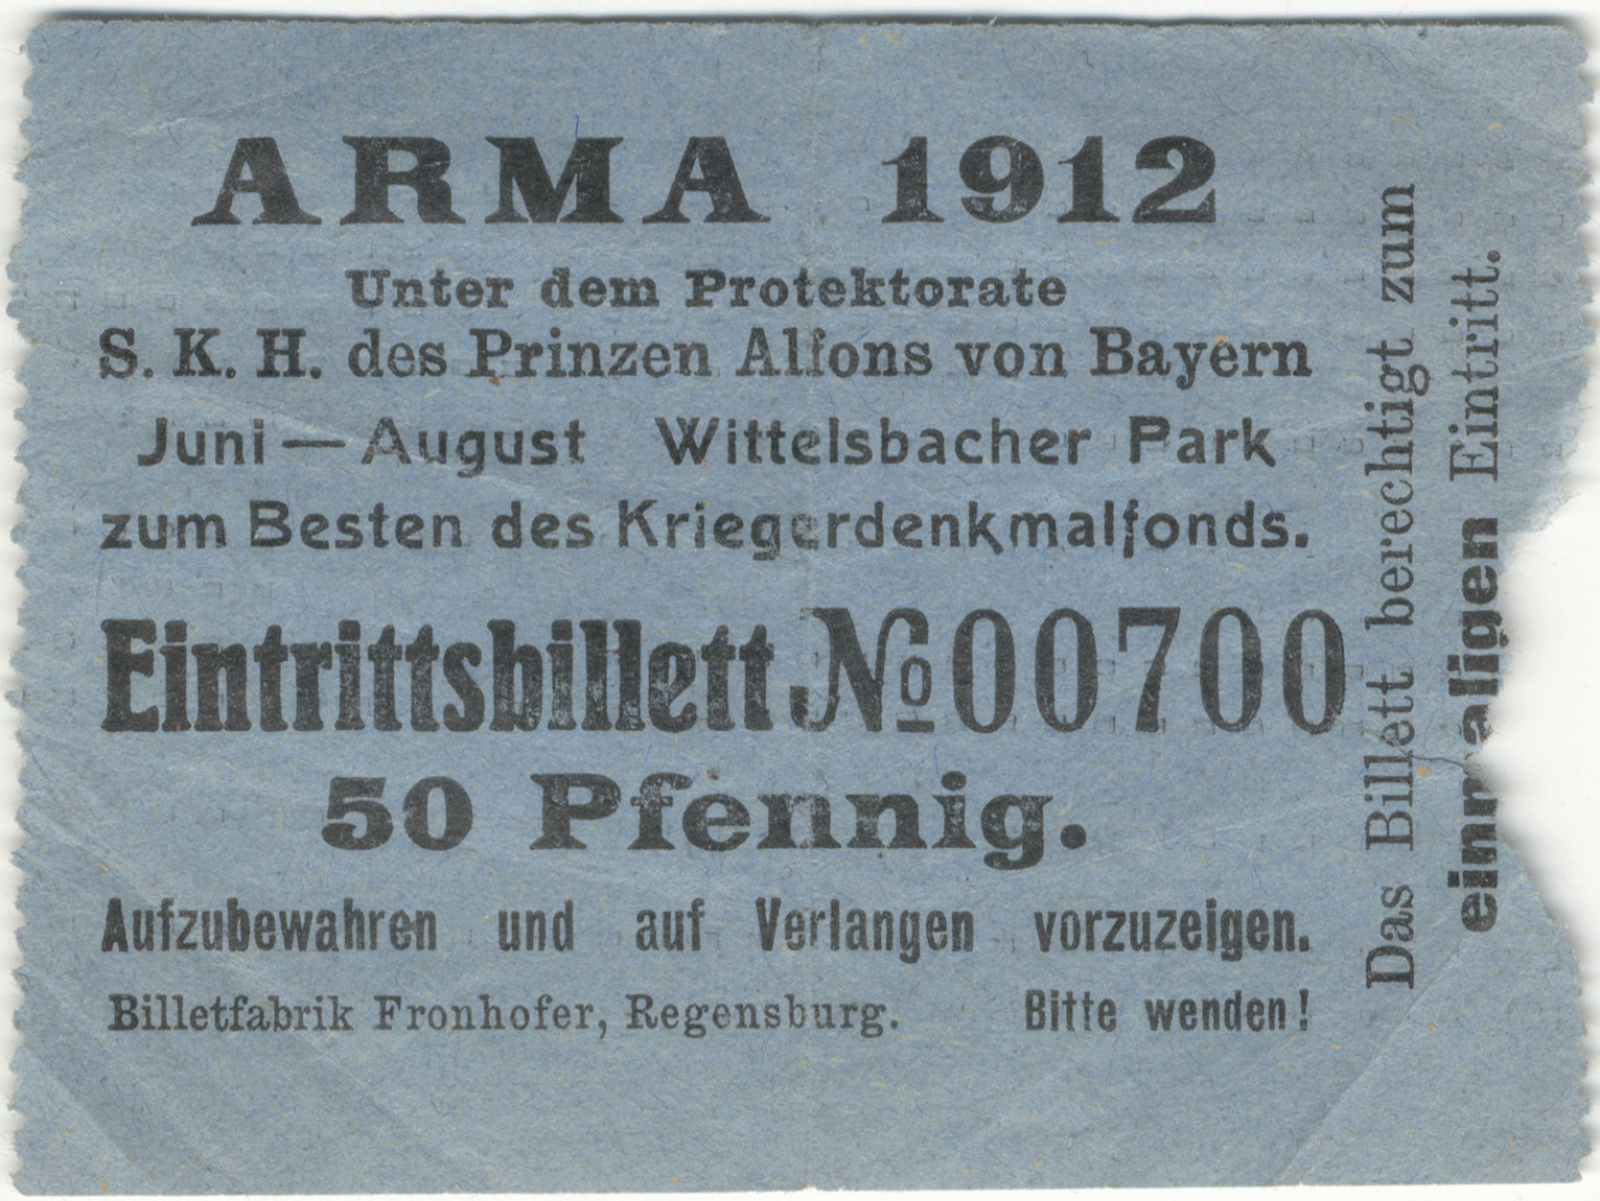 ARMA 1912
Unter dem Protektorate
S. K. H. des Prinzen Alfons von Bayern
Juni — August Wittelsbacher Park
zum Besten des Kriegerdenkmalfonds.
Eintrittsbillett № 00700
50 Pfennig.
Aufzubewahren und auf Verlangen vorzuzeigen.
Billetfabrik Fronhofer, Regensburg. Bitte wenden!
Das Billett berechtigt zum
einmaligen Eintritt.